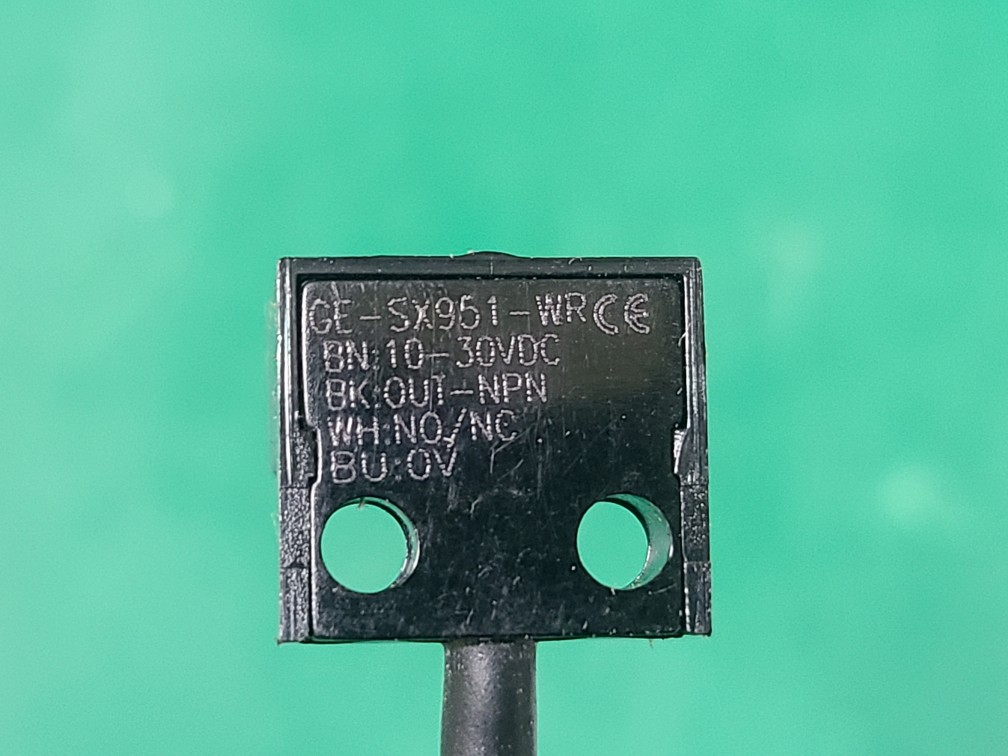 GE-SX951-WR CE
BN:10-30VDC
BK:OUT-NPN
WH:NO/NC
BU:0V